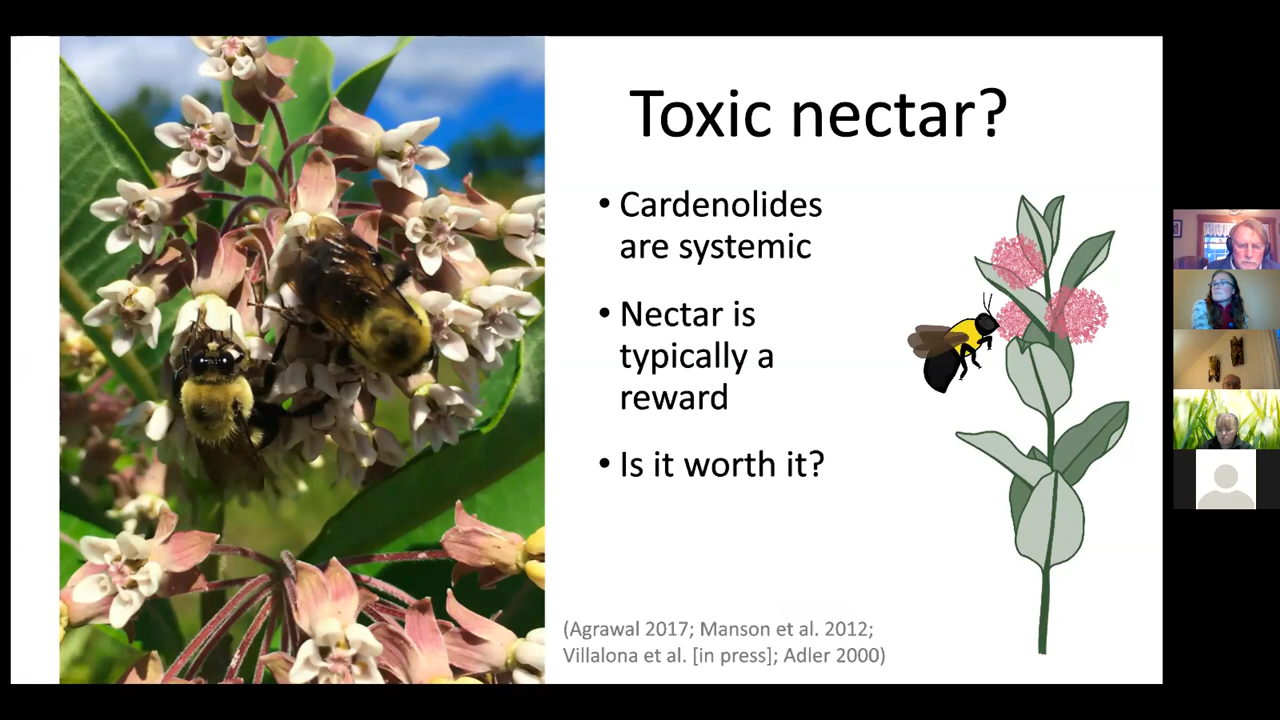 Toxic nectar?
• Cardenolides
are systemic
• Nectar is
typically a
reward
• Is it worth it?
(Agrawal 2017; Manson et al. 2012;
Villalona et al. [in press]; Adler 2000)